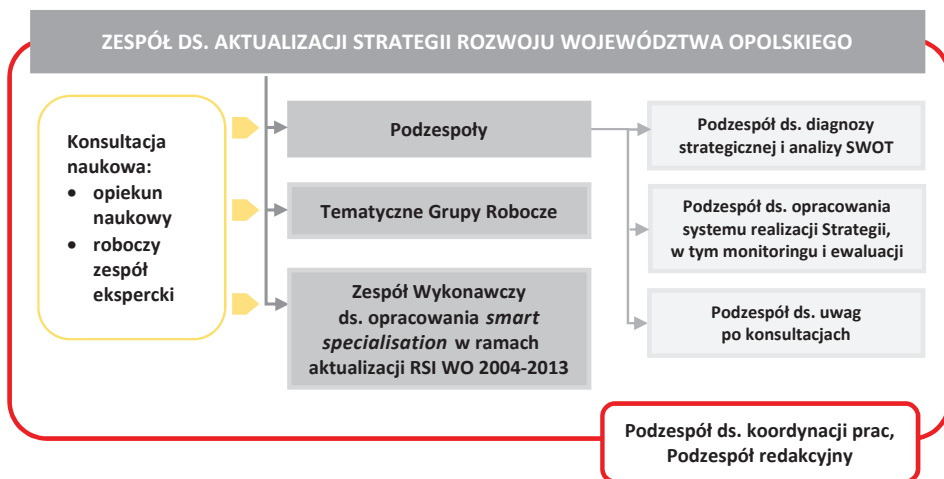 ZESPÓŁ DS. AKTUALIZACJI STRATEGII ROZWOJU WOJEWÓDZTWA OPOLSKIEGO
Konsultacja
naukowa:
• opiekun
naukowy
• roboczy
zespół
ekspercki
Podzespoły
Tematyczne Grupy Robocze
Zespół Wykonawczy
ds. opracowania smart
specialisation w ramach
aktualizacji RSI WO 2004-2013
Podzespół ds. diagnozy
strategicznej i analizy SWOT
Podzespół ds. opracowania
systemu realizacji Strategii,
w tym monitoringu i ewaluacji
Podzespół ds. uwag
po konsultacjach
Podzespół ds. koordynacji prac,
Podzespół redakcyjny